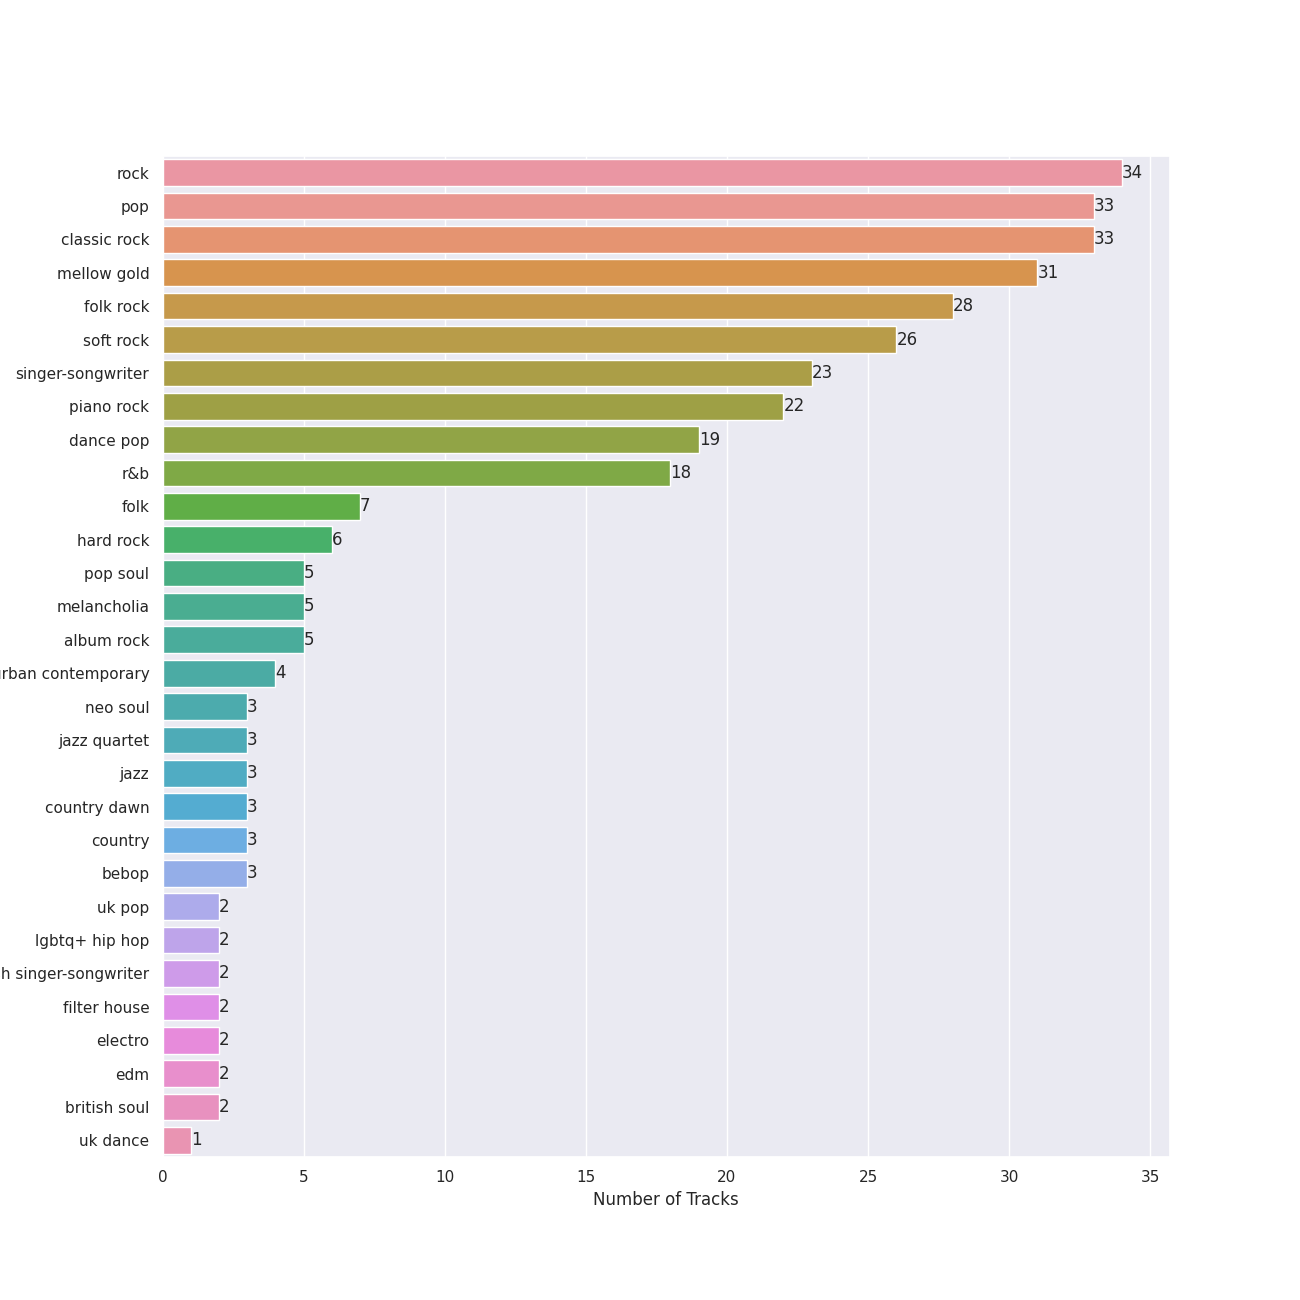 rock 34
pop 33
classic rock 33
mellow gold 31
folk rock 28
soft rock 26
singer-songwriter 23
piano rock 22
dance pop 19
r&b 18
folk 7
hard rock 6
pop soul 5
melancholia 5
album rock 5
rban contemporary 4
neo soul 3
jazz quartet 3
jazz 3
country dawn 3
country 3
bebop 3
uk pop 2
lgbtq+ hip hop 2
h singer-songwriter 2
filter house 2
electro 2
edm 2
british soul 2
uk dance 1
0 5 10 15 20 25 30 35
Number of Tracks